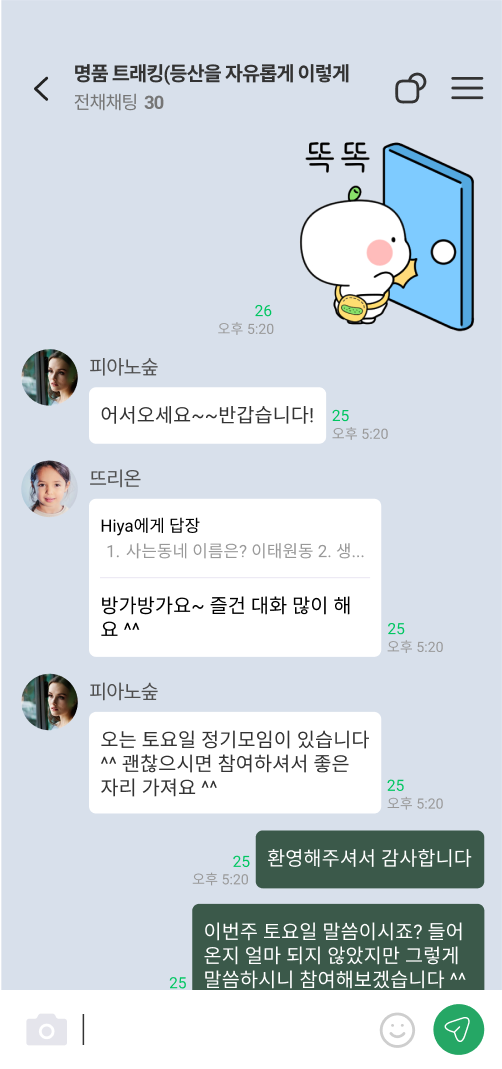 명품 트래킹(등산을 자유롭게 이렇게
전채채팅 30
똑 똑
26
오후 5:20
피아노숲
어서오세요~~반갑습니다!
25
오후 5:20
뜨리온
Hiya에게 답장
1. 사는동네 이름은? 이태원동 2. 생...
방가방가요~ 즐건 대화 많이 해
요 ^^
25
오후 5:20
피아노숲
오는 토요일 정기모임이 있습니다
^^ 괜찮으시면 참여하셔서 좋은
자리 가져요 ^^
25
오후 5:20
환영해주셔서 감사합니다
25
오후 5:20
이번주 토요일 말씀이시죠? 들어
온지 얼마 되지 않았지만 그렇게
말씀하시니 참여해보겠습니다 ^^
25